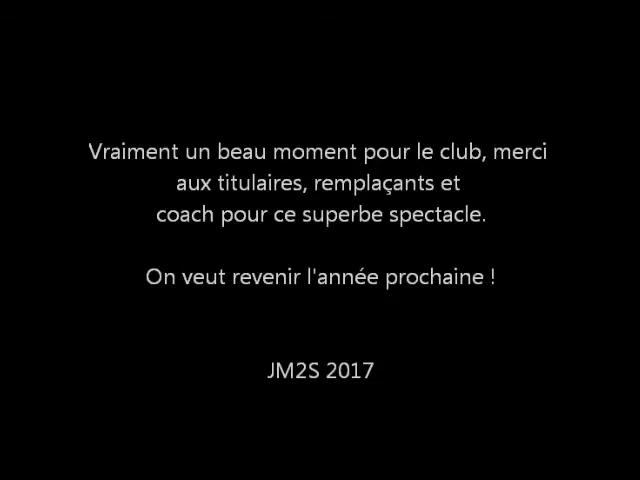 Vraiment un beau moment pour le club, merci
aux titulaires, remplaçants et
coach pour ce superbe spectacle.
On veut revenir l'année prochaine !
JM2S 2017